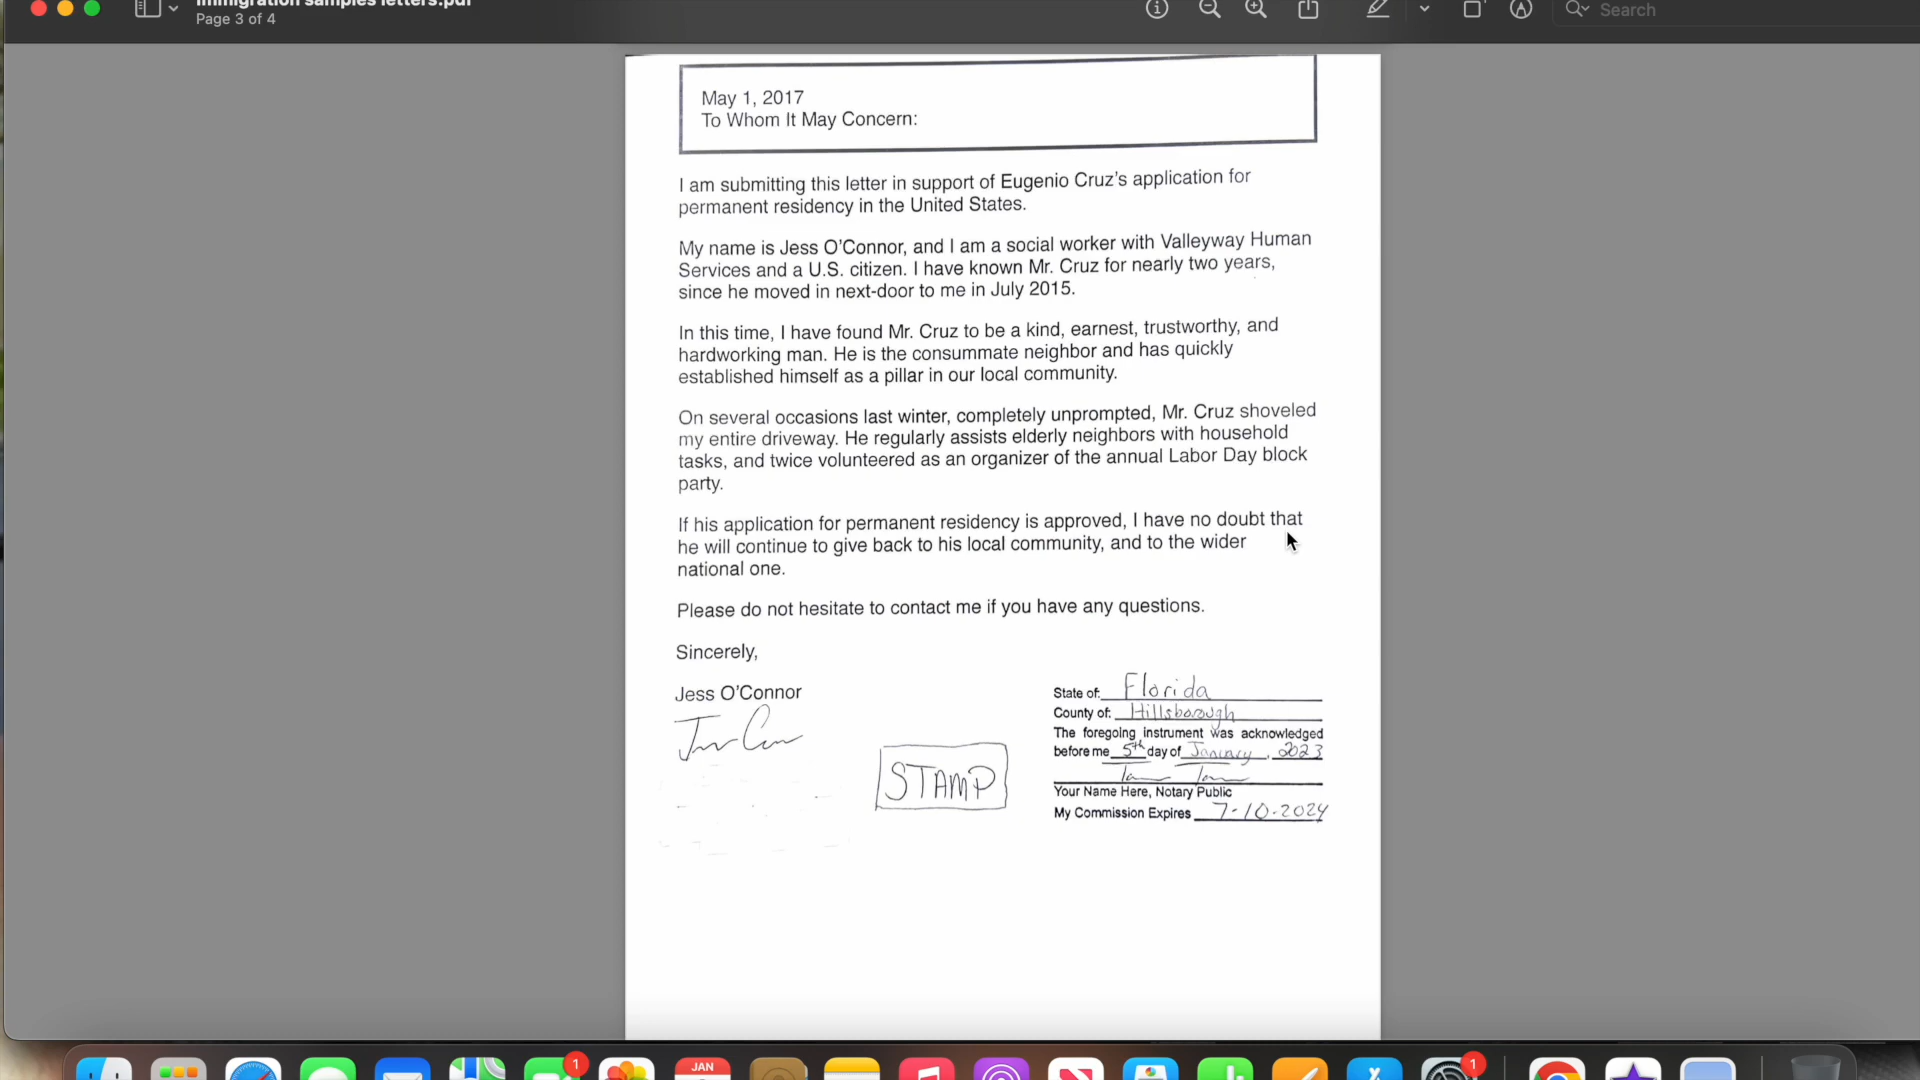 immigration samples letters.pdf
Page 3 of 4
Search
May 1, 2017
To Whom It May Concern:
I am submitting this letter in support of Eugenio Cruz's application for
permanent residency in the United States.
My name is Jess O'Connor, and I am a social worker with Valleyway Human
Services and a U.S. citizen. I have known Mr. Cruz for nearly two years,
since he moved in next-door to me in July 2015.
In this time, I have found Mr. Cruz to be a kind, earnest, trustworthy, and
hardworking man. He is the consummate neighbor and has quickly
established himself as a pillar in our local community.
On several occasions last winter, completely unprompted, Mr. Cruz shoveled
my entire driveway. He regularly assists elderly neighbors with household
tasks, and twice volunteered as an organizer of the annual Labor Day block
party.
If his application for permanent residency is approved, I have no doubt that
he will continue to give back to his local community, and to the wider
national one.
Please do not hesitate to contact me if you have any questions.
Sincerely,
Jess O'Connor
STAMP
State of: Florida
County of: Hillsborough
The foregoing instrument was acknowledged
before me 5th day of January, 2023
Your Name Here, Notary Public
My Commission Expires 7-10-2024
1
JAN
1